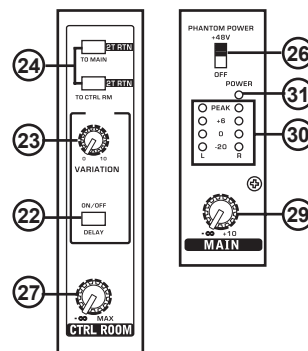 24
2T RTN
TO MAIN
2T RTN
TO CTRL RM
23
0 10
VARIATION
22
ON/OFF
DELAY
27
-∞ MAX
CTRL ROOM
PHANTOM POWER
+48V
26
OFF
POWER
31
PEAK
+6
0
30
-20
L R
29
-∞ +10
MAIN